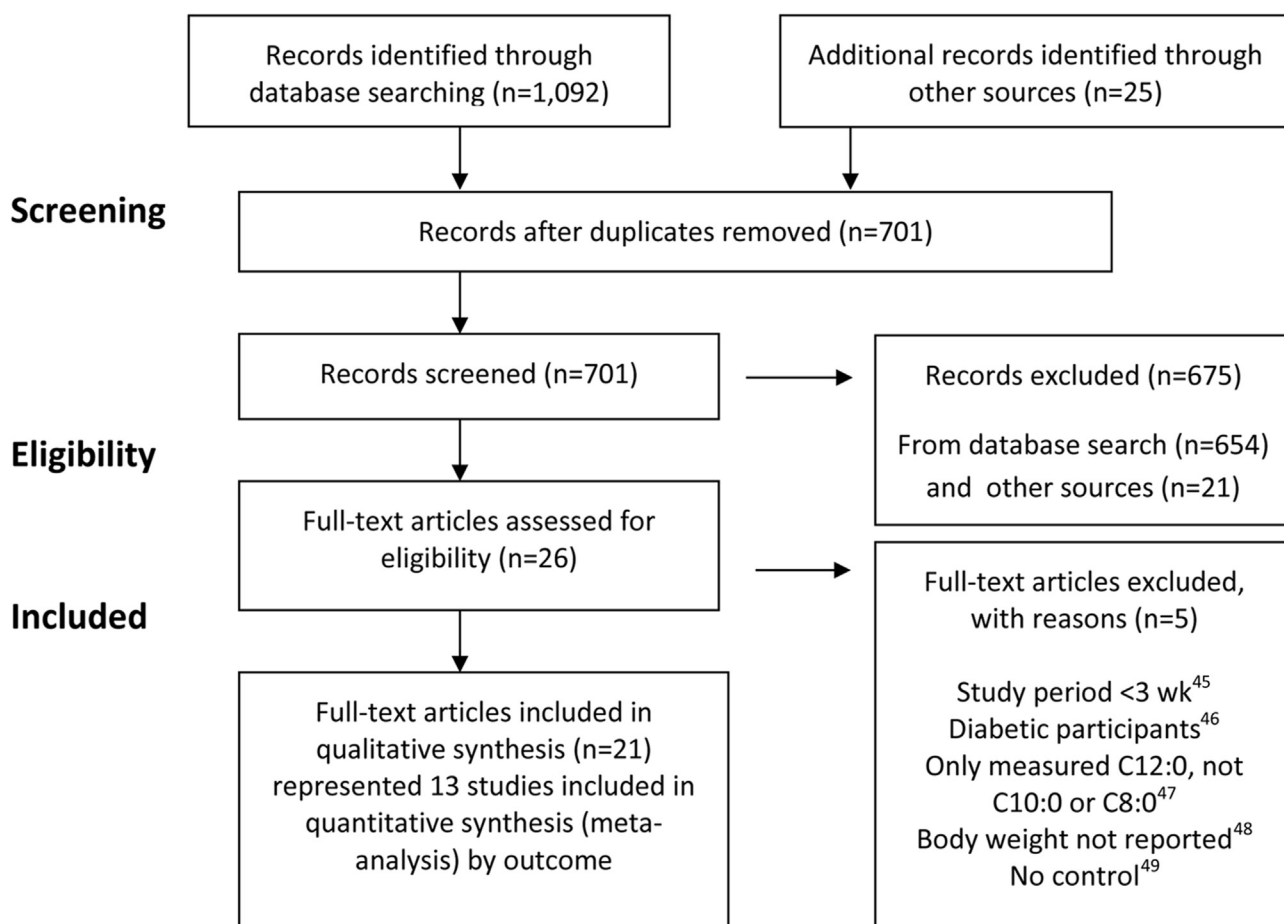 Records identified through
database searching (n=1,092)
Additional records identified through
other sources (n=25)
Screening
Records after duplicates removed (n=701)
Records screened (n=701)
Records excluded (n=675)
From database search (n=654)
and other sources (n=21)
Eligibility
Full-text articles assessed for
eligibility (n=26)
Full-text articles excluded,
with reasons (n=5)
Study period <3 wk⁴⁵
Diabetic participants⁴⁶
Only measured C12:0, not
C10:0 or C8:0⁴⁷
Body weight not reported⁴⁸
No control⁴⁹
Included
Full-text articles included in
qualitative synthesis (n=21)
represented 13 studies included in
quantitative synthesis (meta-
analysis) by outcome